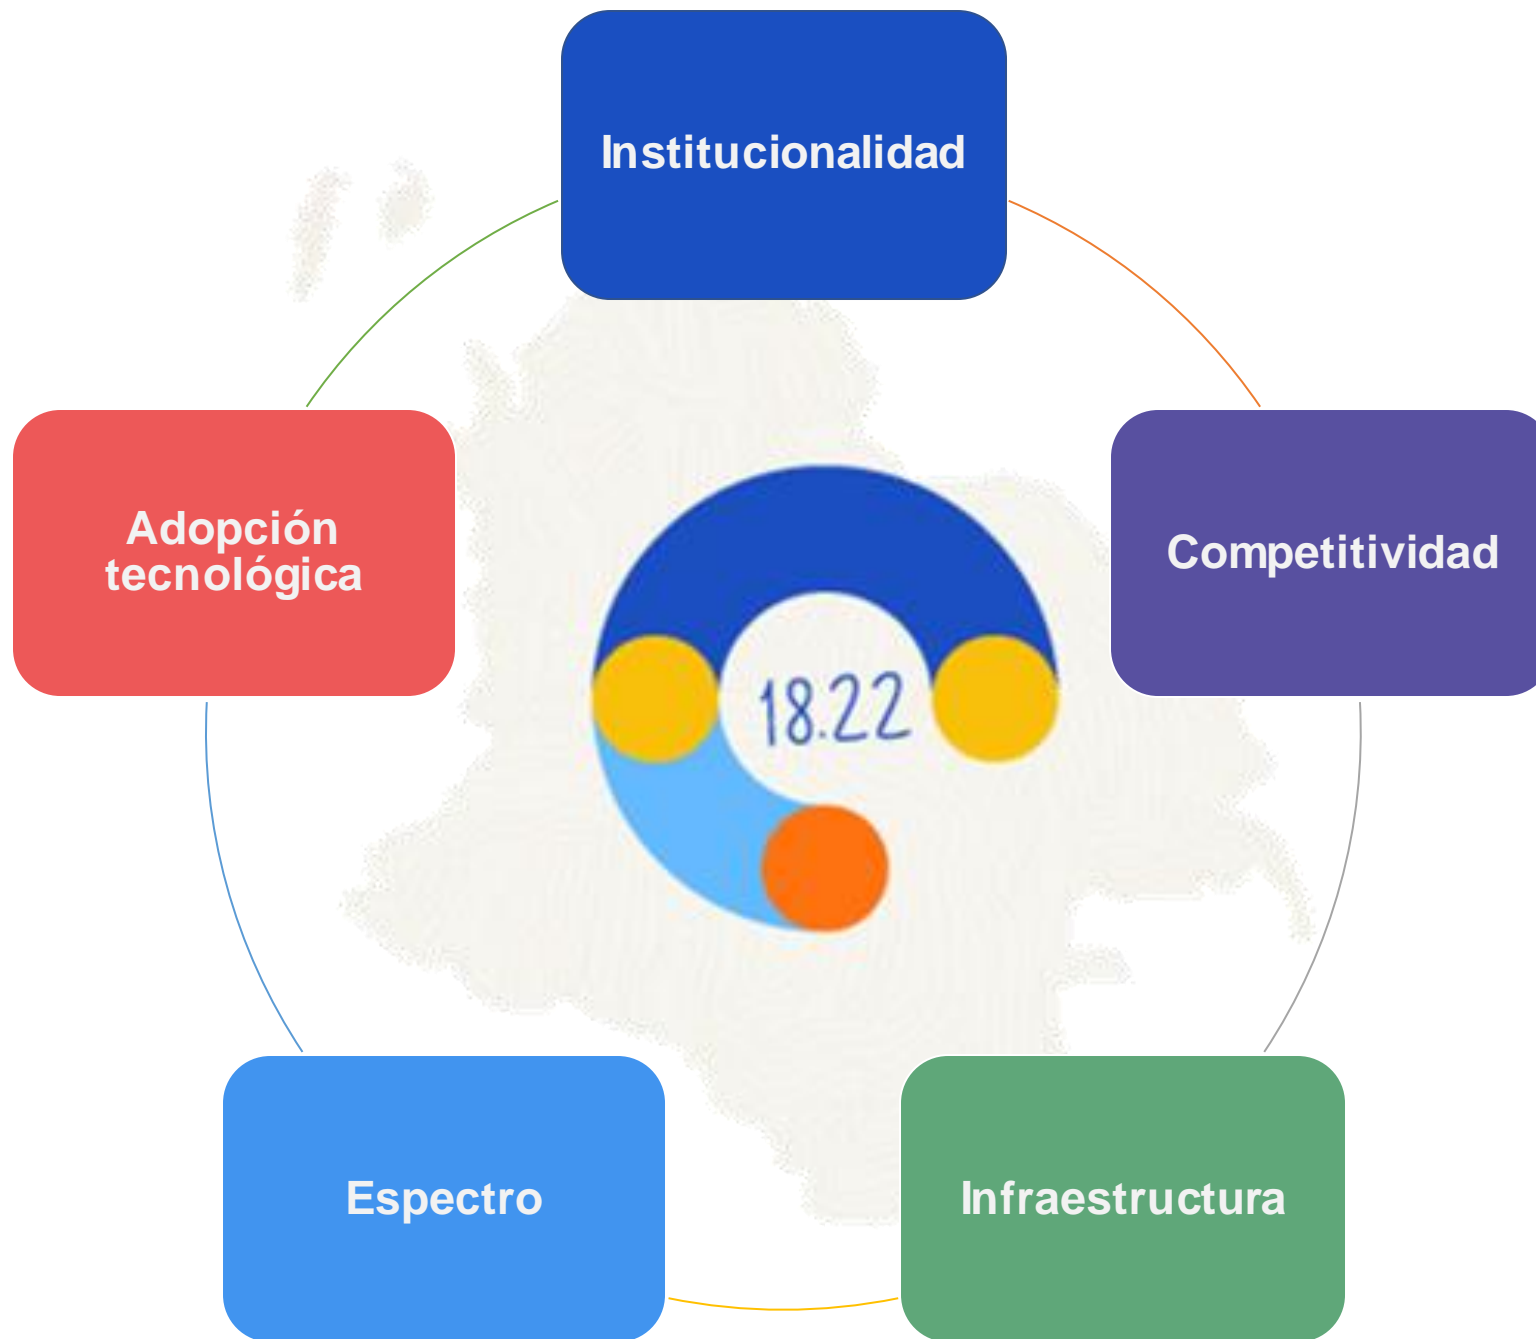 Institucionalidad
Adopción
tecnológica
Competitividad
18.22
Espectro
Infraestructura